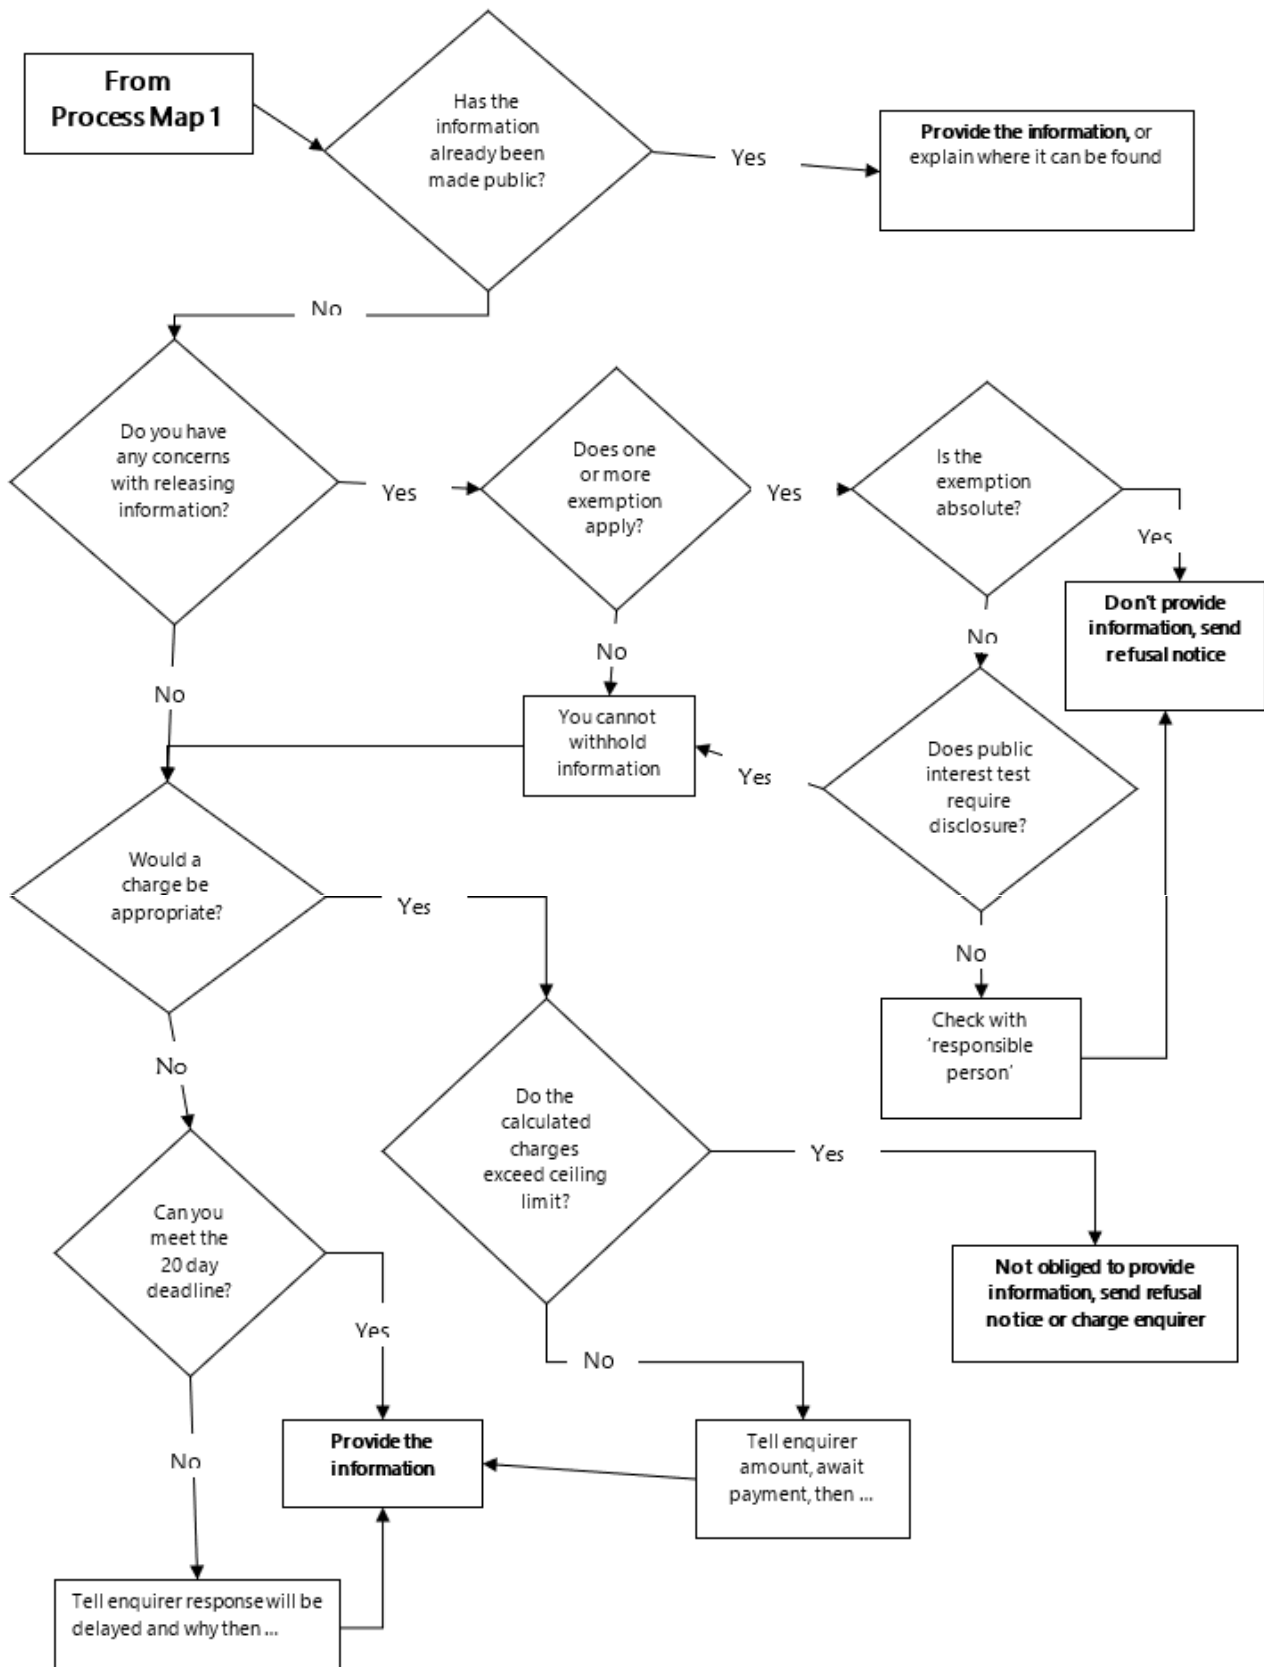 From
Process Map 1
Has the
information
already been
made public?
Yes
Provide the information, or
explain where it can be found
No
Do you have
any concerns
with releasing
information?
Yes
Does one
or more
exemption
apply?
Yes
Is the
exemption
absolute?
Yes
Don't provide
information, send
refusal notice
No
No
No
You cannot
withhold
information
Yes
Does public
interest test
require
disclosure?
Would a
charge be
appropriate?
Yes
No
Check with
‘responsible
person’
No
Do the
calculated
charges
exceed ceiling
limit?
Yes
Can you
meet the
20 day
deadline?
Not obliged to provide
information, send refusal
notice or charge enquirer
Yes
No
No
Provide the
information
Tell enquirer
amount, await
payment, then ...
Tell enquirer response will be
delayed and why then ...